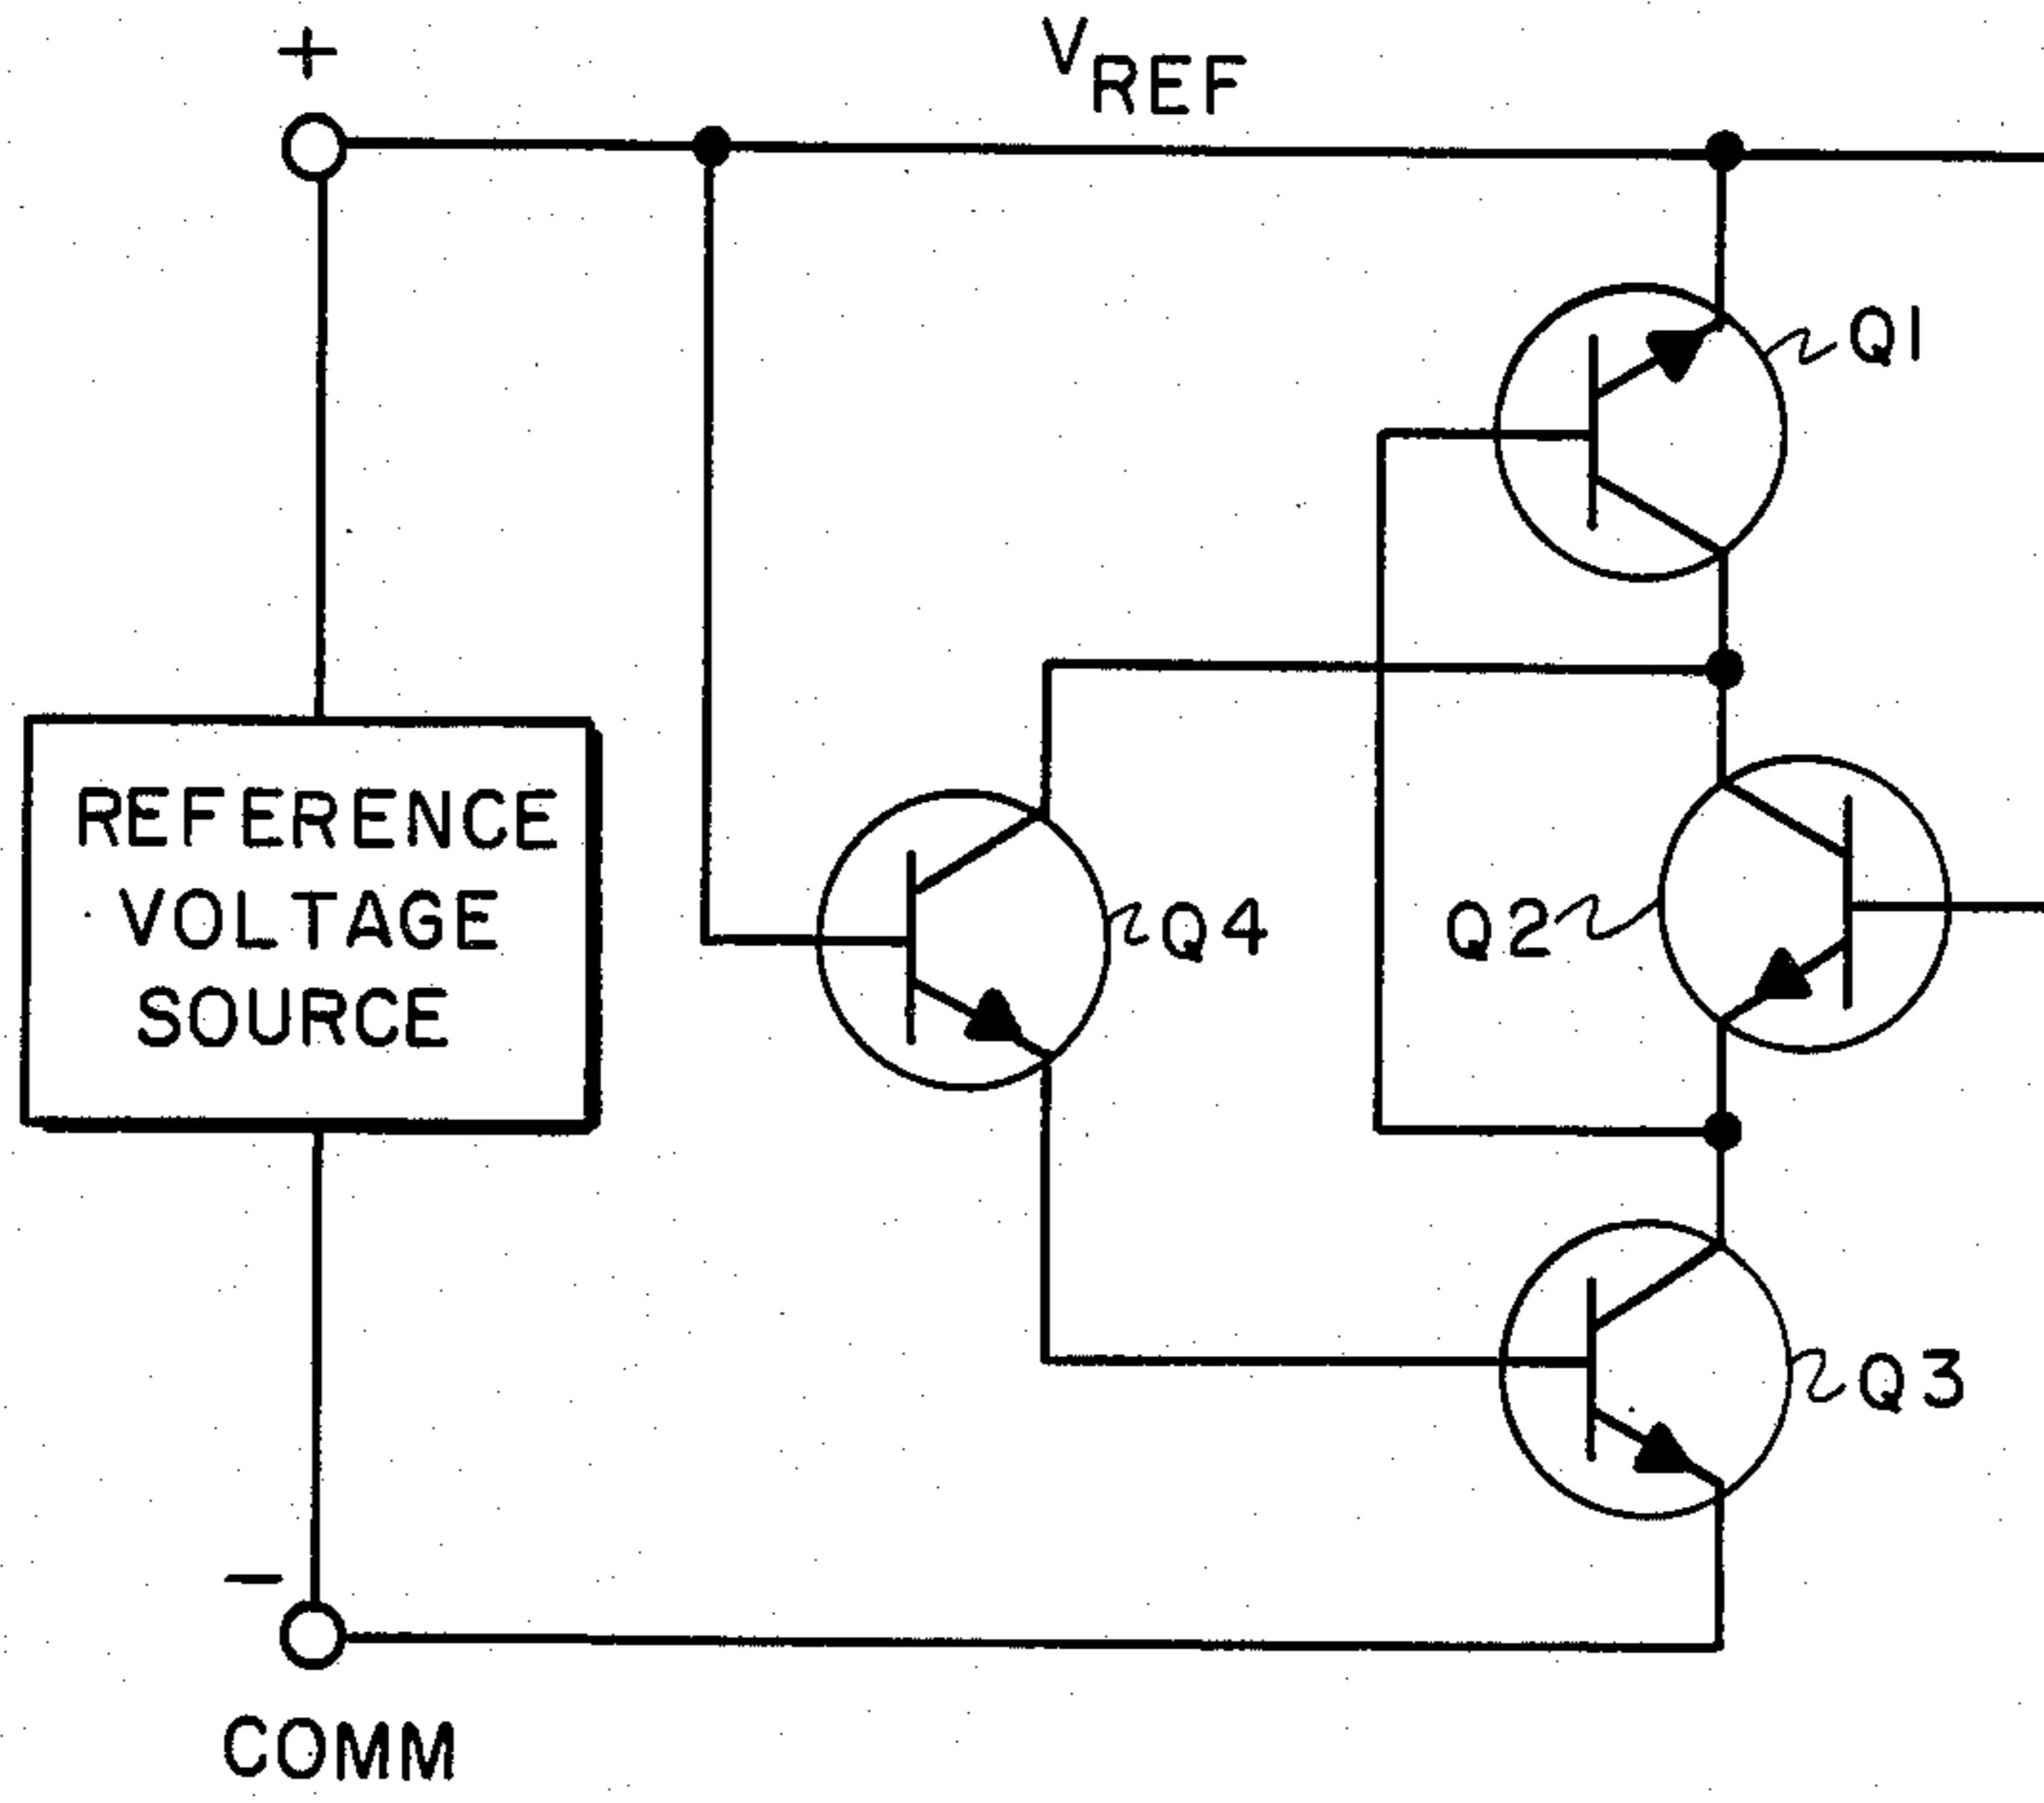 +
VREF
Q1
REFERENCE
VOLTAGE
SOURCE
Q4
Q2
Q3
−
COMM